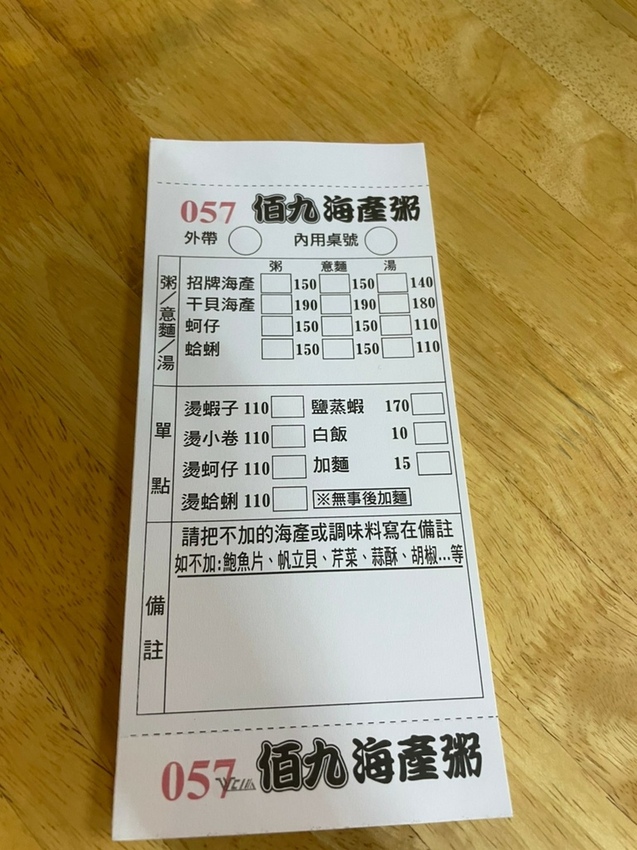 057 佰九海產粥
外帶 內用桌號
粥 意麵 湯
粥/意麵/湯
招牌海產 150 150 140
干貝海產 190 190 180
蚵仔 150 150 110
蛤蜊 150 150 110
單點
燙蝦子 110 鹽蒸蝦 170
燙小卷 110 白飯 10
燙蚵仔 110 加麵 15
燙蛤蜊 110 ※無事後加麵
備註
請把不加的海產或調味料寫在備註
如不加:鮑魚片、帆立貝、芹菜、蒜酥、胡椒...等
057 佰九海產粥